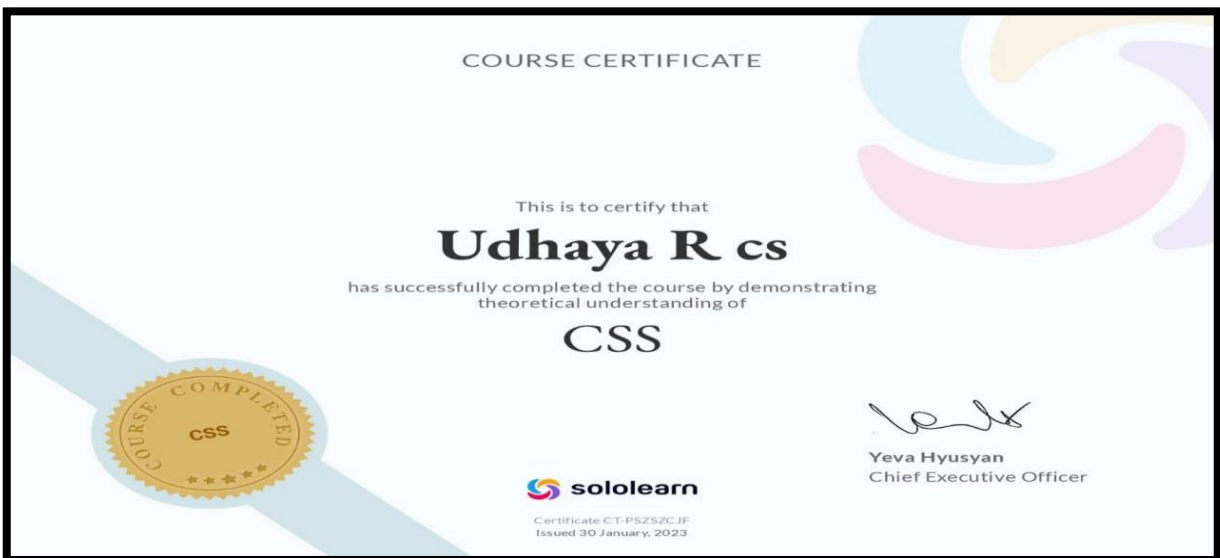 COURSE CERTIFICATE
This is to certify that
Udhaya R cs
has successfully completed the course by demonstrating
theoretical understanding of
CSS
COURSE COMPLETED
CSS
Yeva Hyusyan
Chief Executive Officer
sololearn
Certificate CT-PSZSZCJF
Issued 30 January, 2023